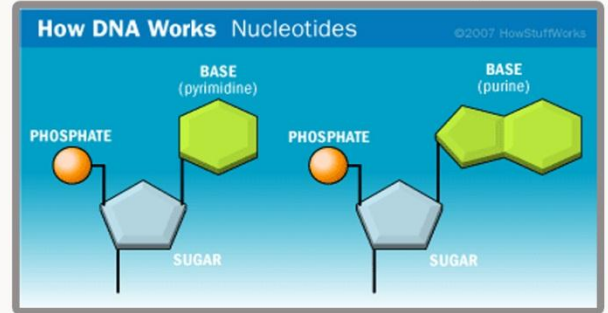 How DNA Works Nucleotides
©2007 HowStuffWorks
BASE
(pyrimidine)
PHOSPHATE
SUGAR
BASE
(purine)
PHOSPHATE
SUGAR